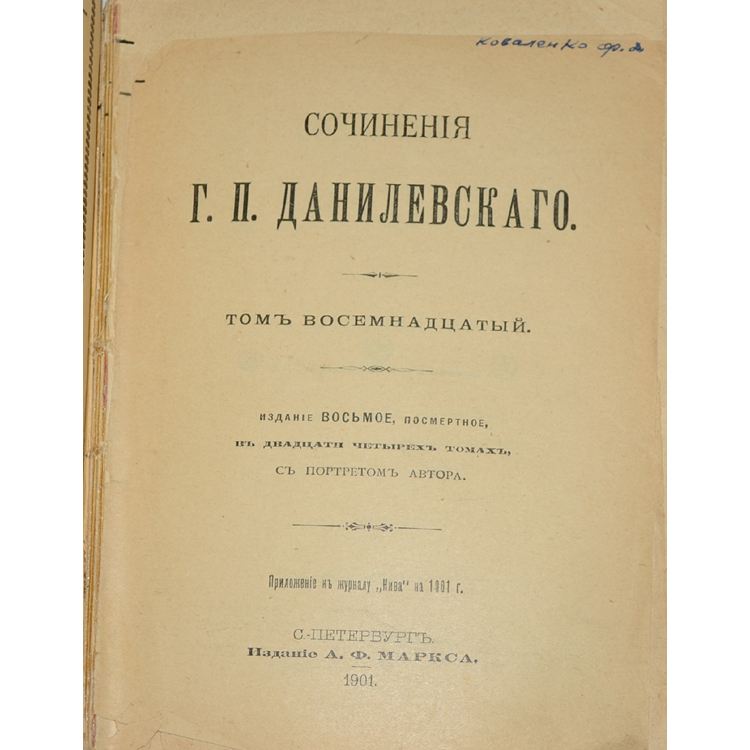 Коваленко Ф.д
СОЧИНЕНІЯ
Г. П. ДАНИЛЕВСКАГО.
ТОМЪ ВОСЕМНАДЦАТЫЙ.
ИЗДАНІЕ ВОСЬМОЕ, ПОСМЕРТНОЕ,
ВЪ ДВАДЦАТИ ЧЕТЫРЕХЪ ТОМАХЪ,
СЪ ПОРТРЕТОМЪ АВТОРА.
Приложеніе къ журналу „Нива“ на 1901 г.
С.-ПЕТЕРБУРГЪ.
Изданіе А. Ф. МАРКСА.
1901.